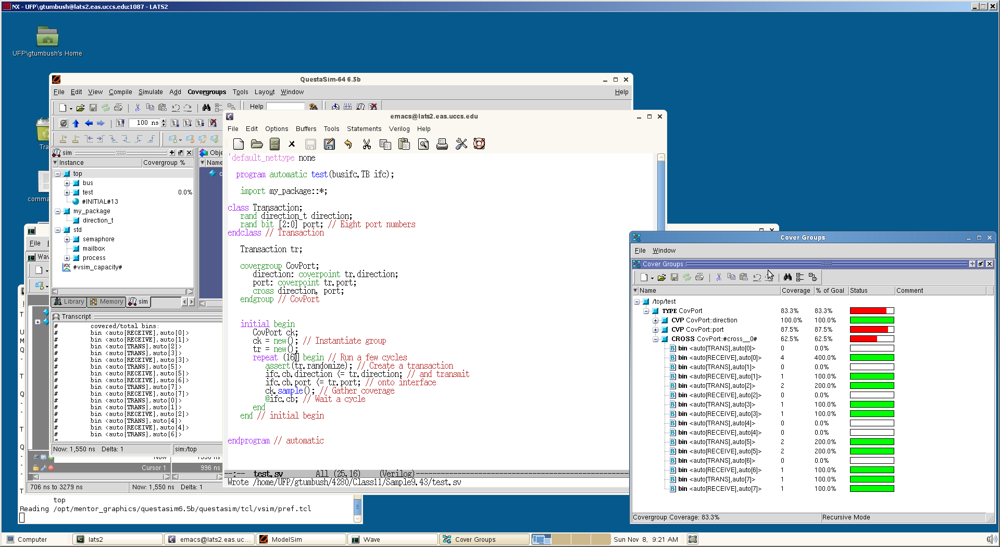 NX - UFP\gtumbush@lats2.eas.uccs.edu:1087 - LATS2
UFP\gtumbush's Home
Tra
comma
QuestaSim-64 6.5b
File Edit View Compile Simulate Add Covergroups Tools Layout Window Help
Help
100 ns
sim
Instance Covergroup %
top
bus
test 0.0%
#INITIAL#13
my_package
direction_t
std
semaphore
mailbox
process
#vsim_capacity#
Library Memory sim
Obje
Name
Transcript
# covered/total bins:
# bin <auto[RECEIVE],auto[0]>
# bin <auto[RECEIVE],auto[1]>
# bin <auto[TRANS],auto[2]>
# bin <auto[TRANS],auto[3]>
# bin <auto[RECEIVE],auto[3]>
# bin <auto[TRANS],auto[5]>
# bin <auto[RECEIVE],auto[5]>
# bin <auto[RECEIVE],auto[6]>
# bin <auto[TRANS],auto[7]>
# bin <auto[RECEIVE],auto[7]>
# bin <auto[TRANS],auto[0]>
# bin <auto[TRANS],auto[1]>
# bin <auto[RECEIVE],auto[2]>
# bin <auto[TRANS],auto[4]>
# bin <auto[RECEIVE],auto[4]>
# bin <auto[TRANS],auto[6]>
Now: 1,550 ns Delta: 1 sim:/top
File
Wav
Cursor 1 996 ns
706 ns to 3279 ns Now: 1,550 ns Delta: 1
top
Reading /opt/mentor_graphics/questasim6.5b/questasim/tcl/vsim/pref.tcl
emacs@lats2.eas.uccs.edu
File Edit Options Buffers Tools Statements Verilog Help
`default_nettype none
program automatic test(busifc.TB ifc);
import my_package::*;
class Transaction;
rand direction_t direction;
rand bit [2:0] port; // Eight port numbers
endclass // Transaction
Transaction tr;
covergroup CovPort;
direction: coverpoint tr.direction;
port: coverpoint tr.port;
cross direction, port;
endgroup // CovPort
initial begin
CovPort ck;
ck = new(); // Instantiate group
tr = new();
repeat (16) begin // Run a few cycles
assert(tr.randomize); // Create a transaction
ifc.cb.direction <= tr.direction; // and transmit
ifc.cb.port <= tr.port; // onto interface
ck.sample(); // Gather coverage
@ifc.cb; // Wait a cycle
end
end // initial begin
endprogram // automatic
--:-- test.sv All (25,16) (Verilog)
Wrote /home/UFP/gtumbush/4280/Class11/Sample9.43/test.sv
Cover Groups
File Window
Cover Groups
Name Coverage % of Goal Status Comment
/top/test
TYPE CovPort 83.3% 83.3%
CVP CovPort::direction 100.0% 100.0%
CVP CovPort::port 87.5% 87.5%
CROSS CovPort::#cross__0# 62.5% 62.5%
bin <auto[TRANS],auto[0]> 0 0.0%
bin <auto[RECEIVE],auto[0]> 4 400.0%
bin <auto[TRANS],auto[1]> 0 0.0%
bin <auto[RECEIVE],auto[1]> 1 100.0%
bin <auto[TRANS],auto[2]> 2 200.0%
bin <auto[RECEIVE],auto[2]> 0 0.0%
bin <auto[TRANS],auto[3]> 1 100.0%
bin <auto[RECEIVE],auto[3]> 1 100.0%
bin <auto[TRANS],auto[4]> 0 0.0%
bin <auto[RECEIVE],auto[4]> 0 0.0%
bin <auto[TRANS],auto[5]> 2 200.0%
bin <auto[RECEIVE],auto[5]> 2 200.0%
bin <auto[TRANS],auto[6]> 0 0.0%
bin <auto[RECEIVE],auto[6]> 1 100.0%
bin <auto[TRANS],auto[7]> 1 100.0%
bin <auto[RECEIVE],auto[7]> 1 100.0%
Covergroup Coverage: 83.3% Recursive Mode
Computer lats2 emacs@lats2.eas.uc... ModelSim Wave Cover Groups Sun Nov 8, 9:21 AM